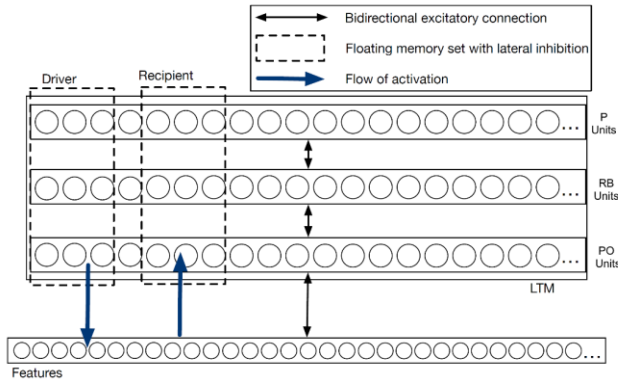 Bidirectional excitatory connection
Floating memory set with lateral inhibition
Flow of activation
Driver
Recipient
... P
Units
... RB
Units
... PO
Units
LTM
...
Features